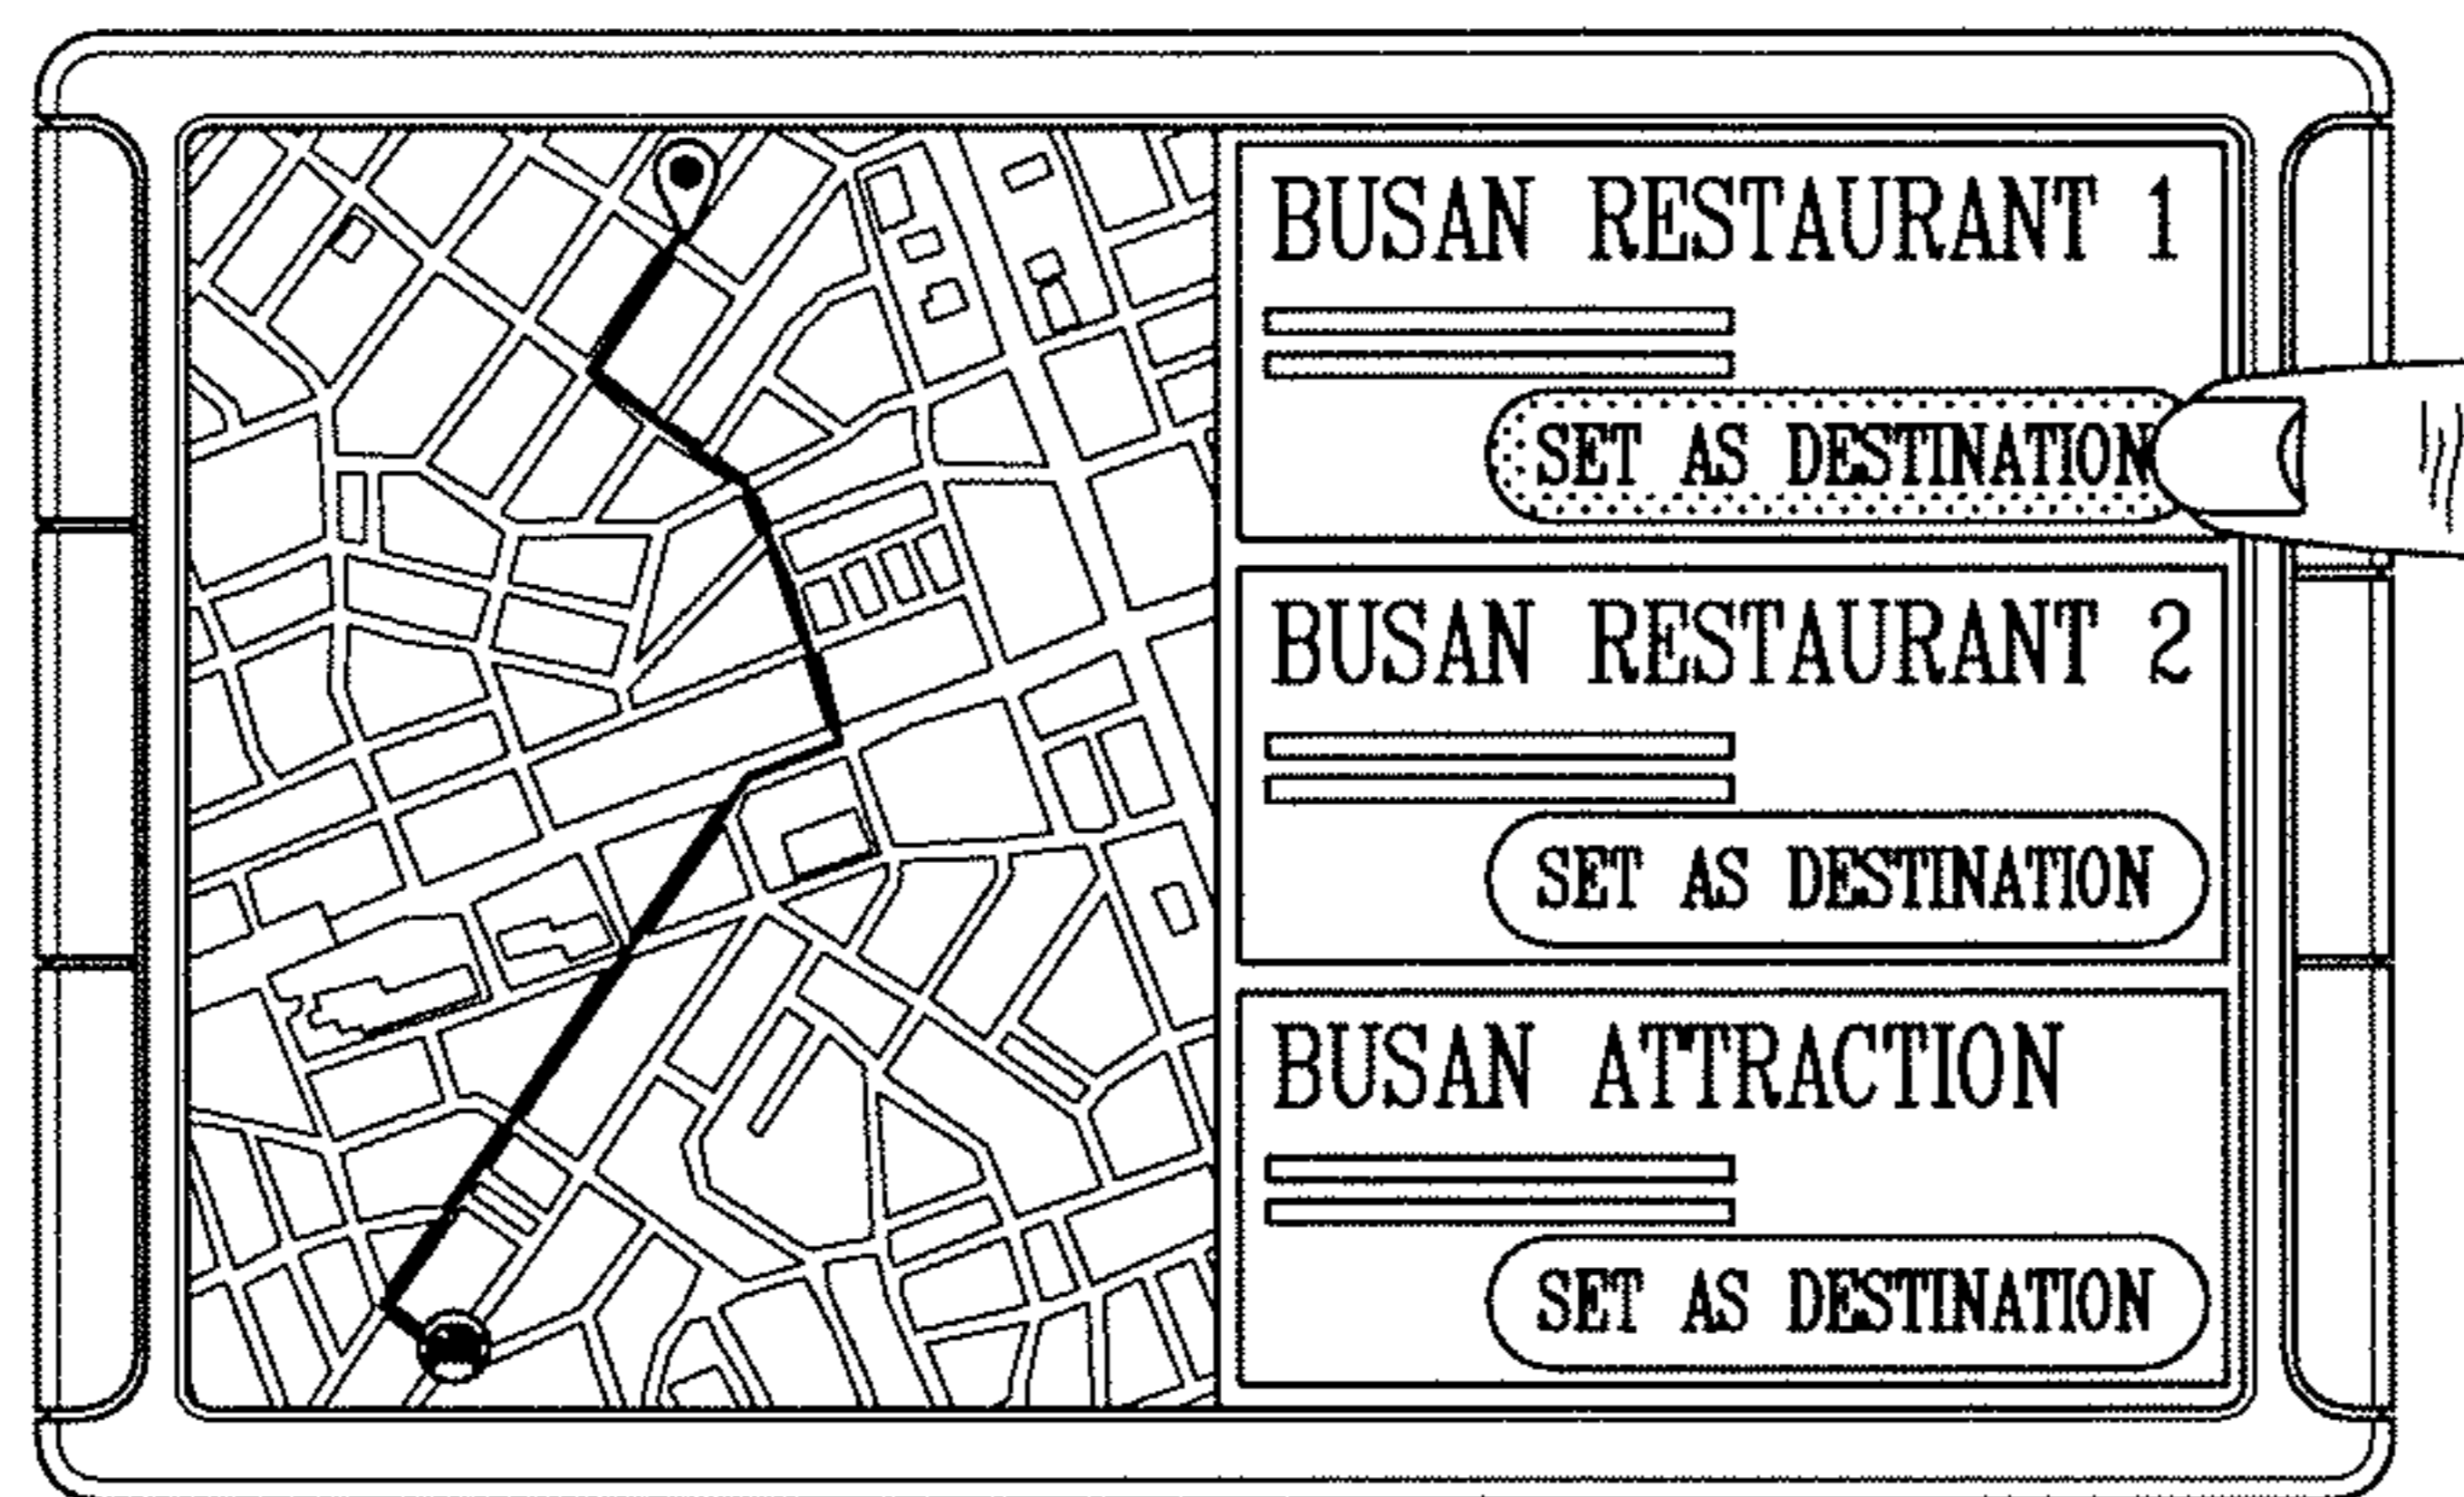 BUSAN RESTAURANT 1
SET AS DESTINATION
BUSAN RESTAURANT 2
SET AS DESTINATION
BUSAN ATTRACTION
SET AS DESTINATION